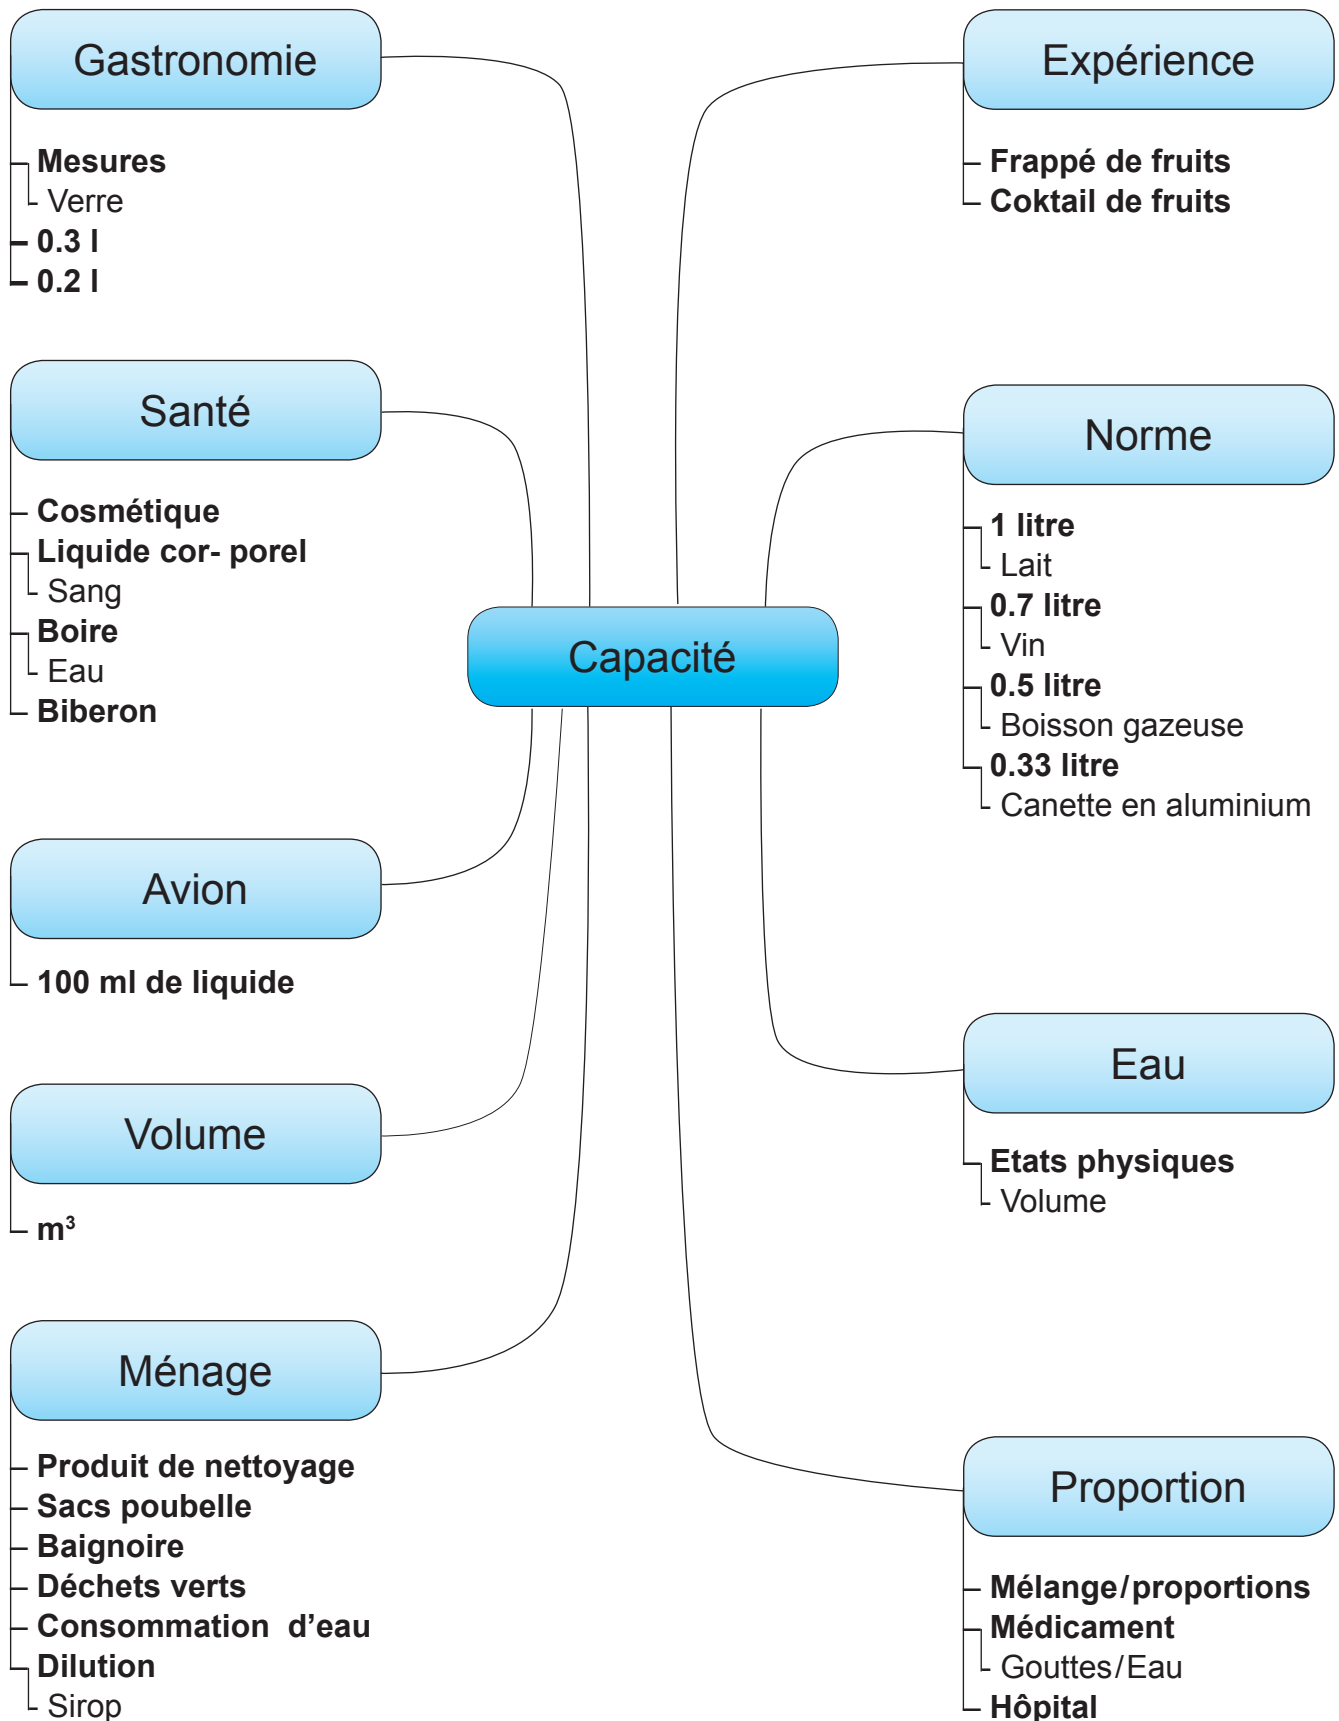 Gastronomie
Mesures
- Verre
0.3 l
0.2 l
Santé
Cosmétique
Liquide cor- porel
- Sang
Boire
- Eau
Biberon
Avion
100 ml de liquide
Volume
m³
Ménage
Produit de nettoyage
Sacs poubelle
Baignoire
Déchets verts
Consommation d'eau
Dilution
- Sirop
Capacité
Expérience
Frappé de fruits
Coktail de fruits
Norme
1 litre
- Lait
0.7 litre
- Vin
0.5 litre
- Boisson gazeuse
0.33 litre
- Canette en aluminium
Eau
Etats physiques
- Volume
Proportion
Mélange/proportions
Médicament
- Gouttes/Eau
Hôpital